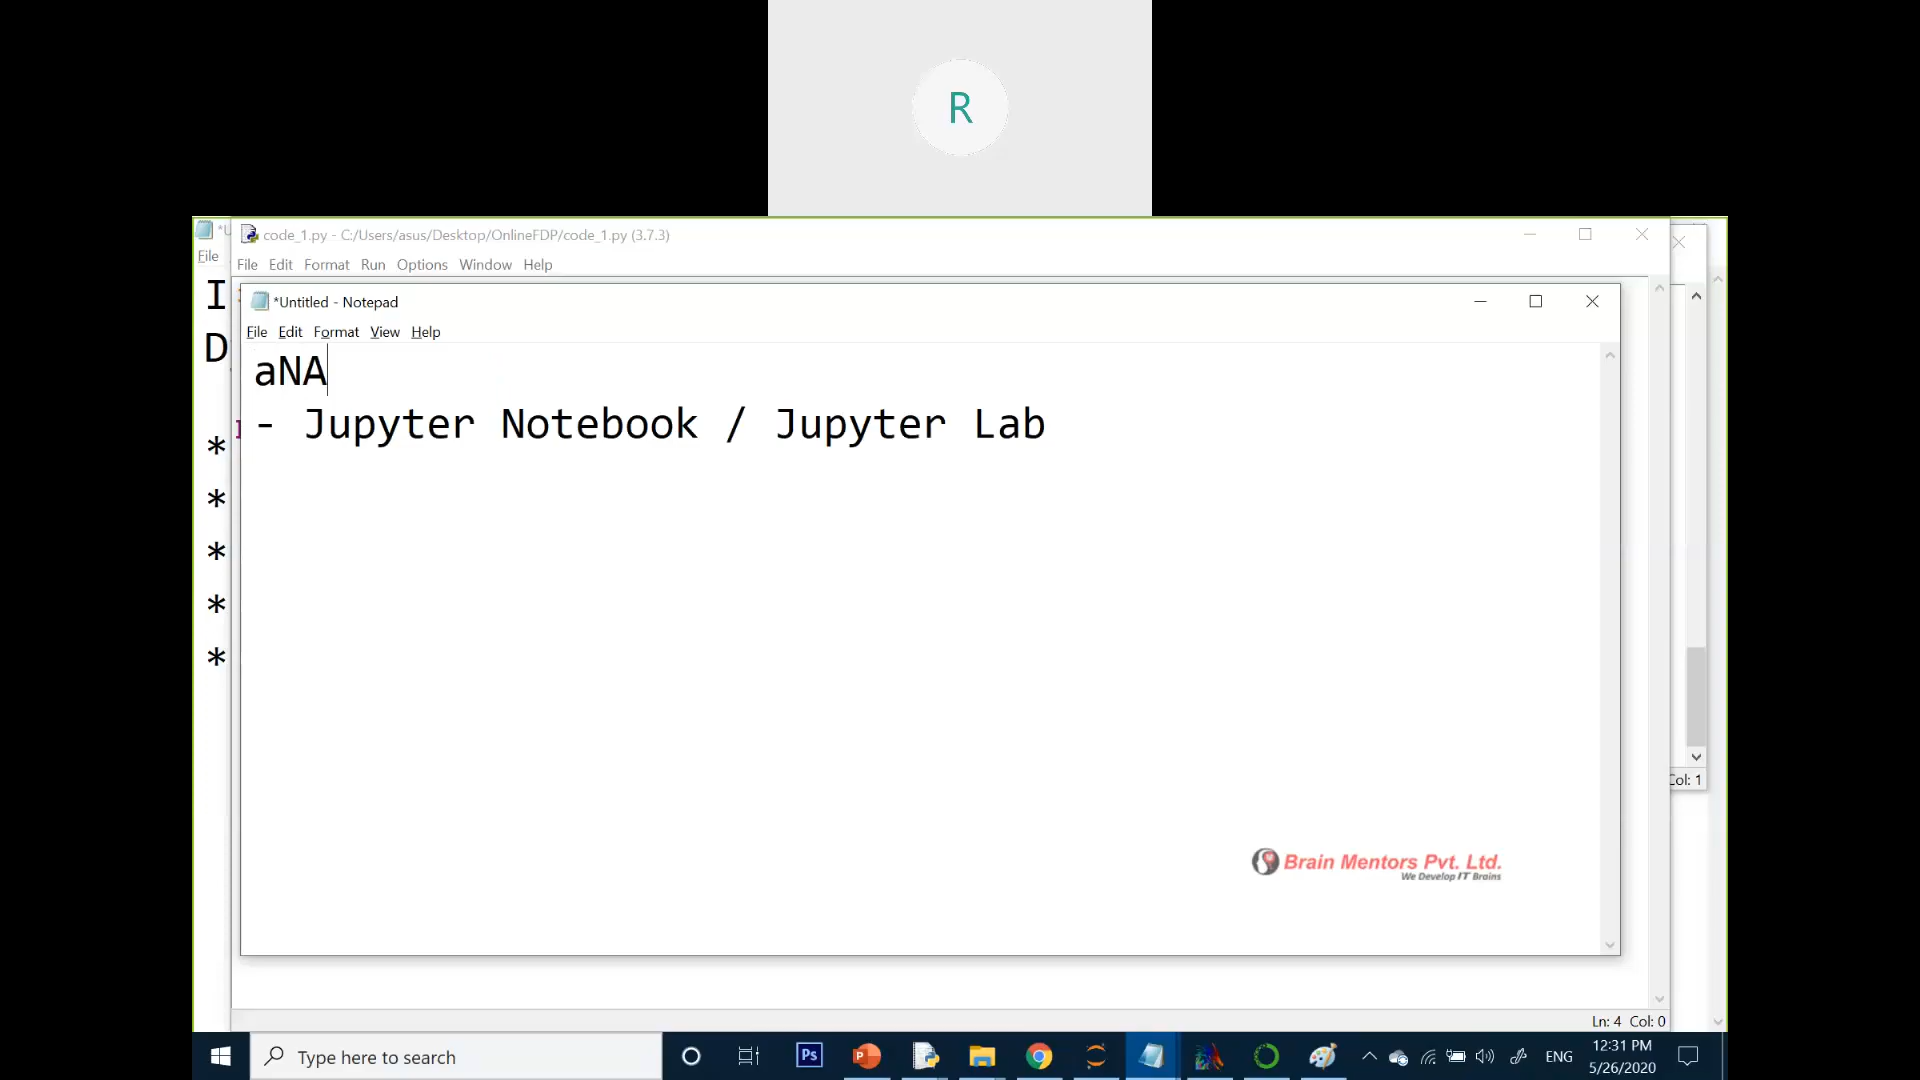 R
*U
code_1.py - C:/Users/asus/Desktop/OnlineFDP/code_1.py (3.7.3)
File
File Edit Format Run Options Window Help
I
D
*
*
*
*
*
*Untitled - Notepad
File Edit Format View Help
aNA
- Jupyter Notebook / Jupyter Lab
Col: 1
Brain Mentors Pvt. Ltd.
We Develop IT Brains
Ln: 4 Col: 0
Type here to search
Ps
ENG
12:31 PM
5/26/2020